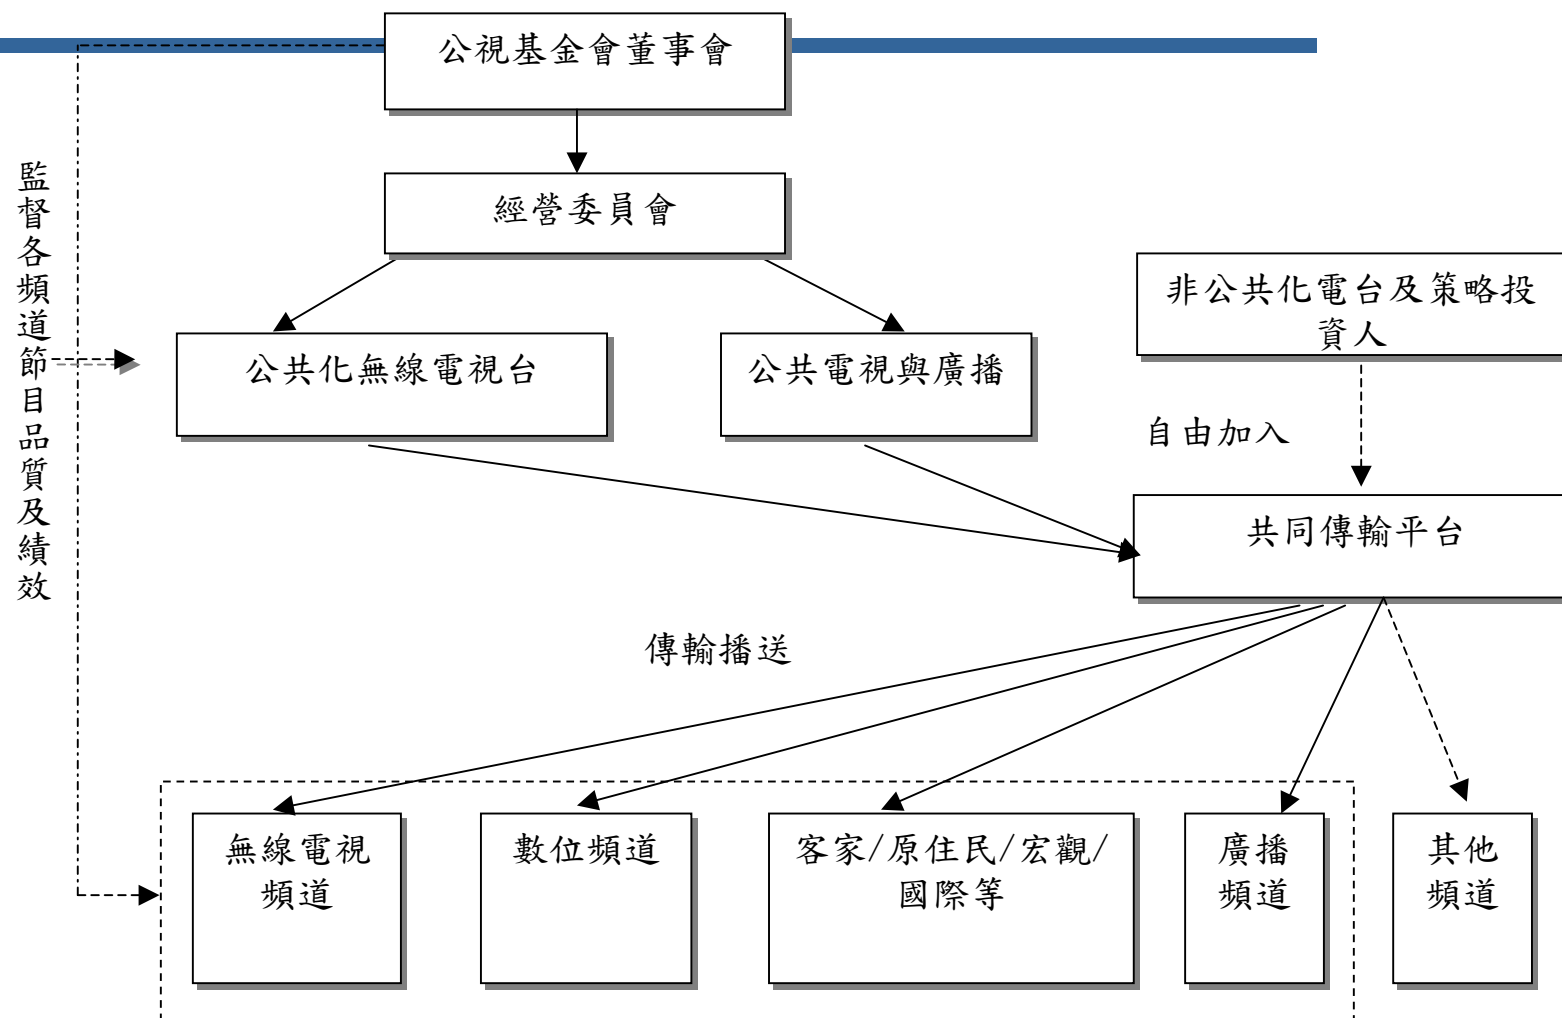 公視基金會董事會
經營委員會
監督各頻道節目品質及績效
非公共化電台及策略投
資人
公共化無線電視台
公共電視與廣播
自由加入
共同傳輸平台
傳輸播送
無線電視
頻道
數位頻道
客家/原住民/宏觀/
國際等
廣播
頻道
其他
頻道